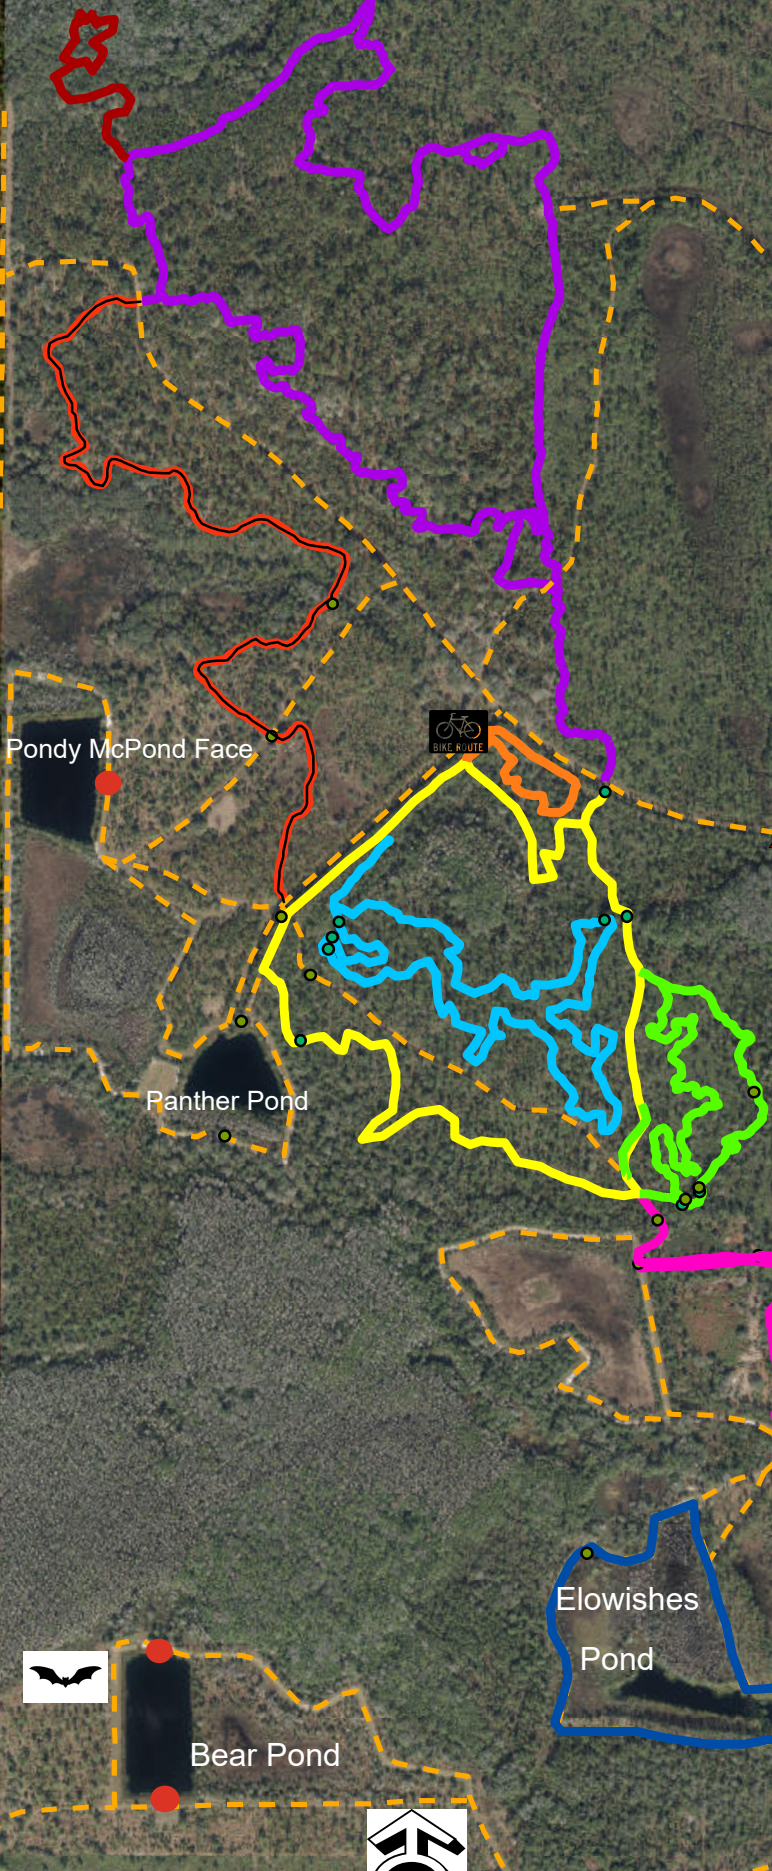 BIKE ROUTE
Pondy McPond Face
Panther Pond
Elowishes
Pond
Bear Pond